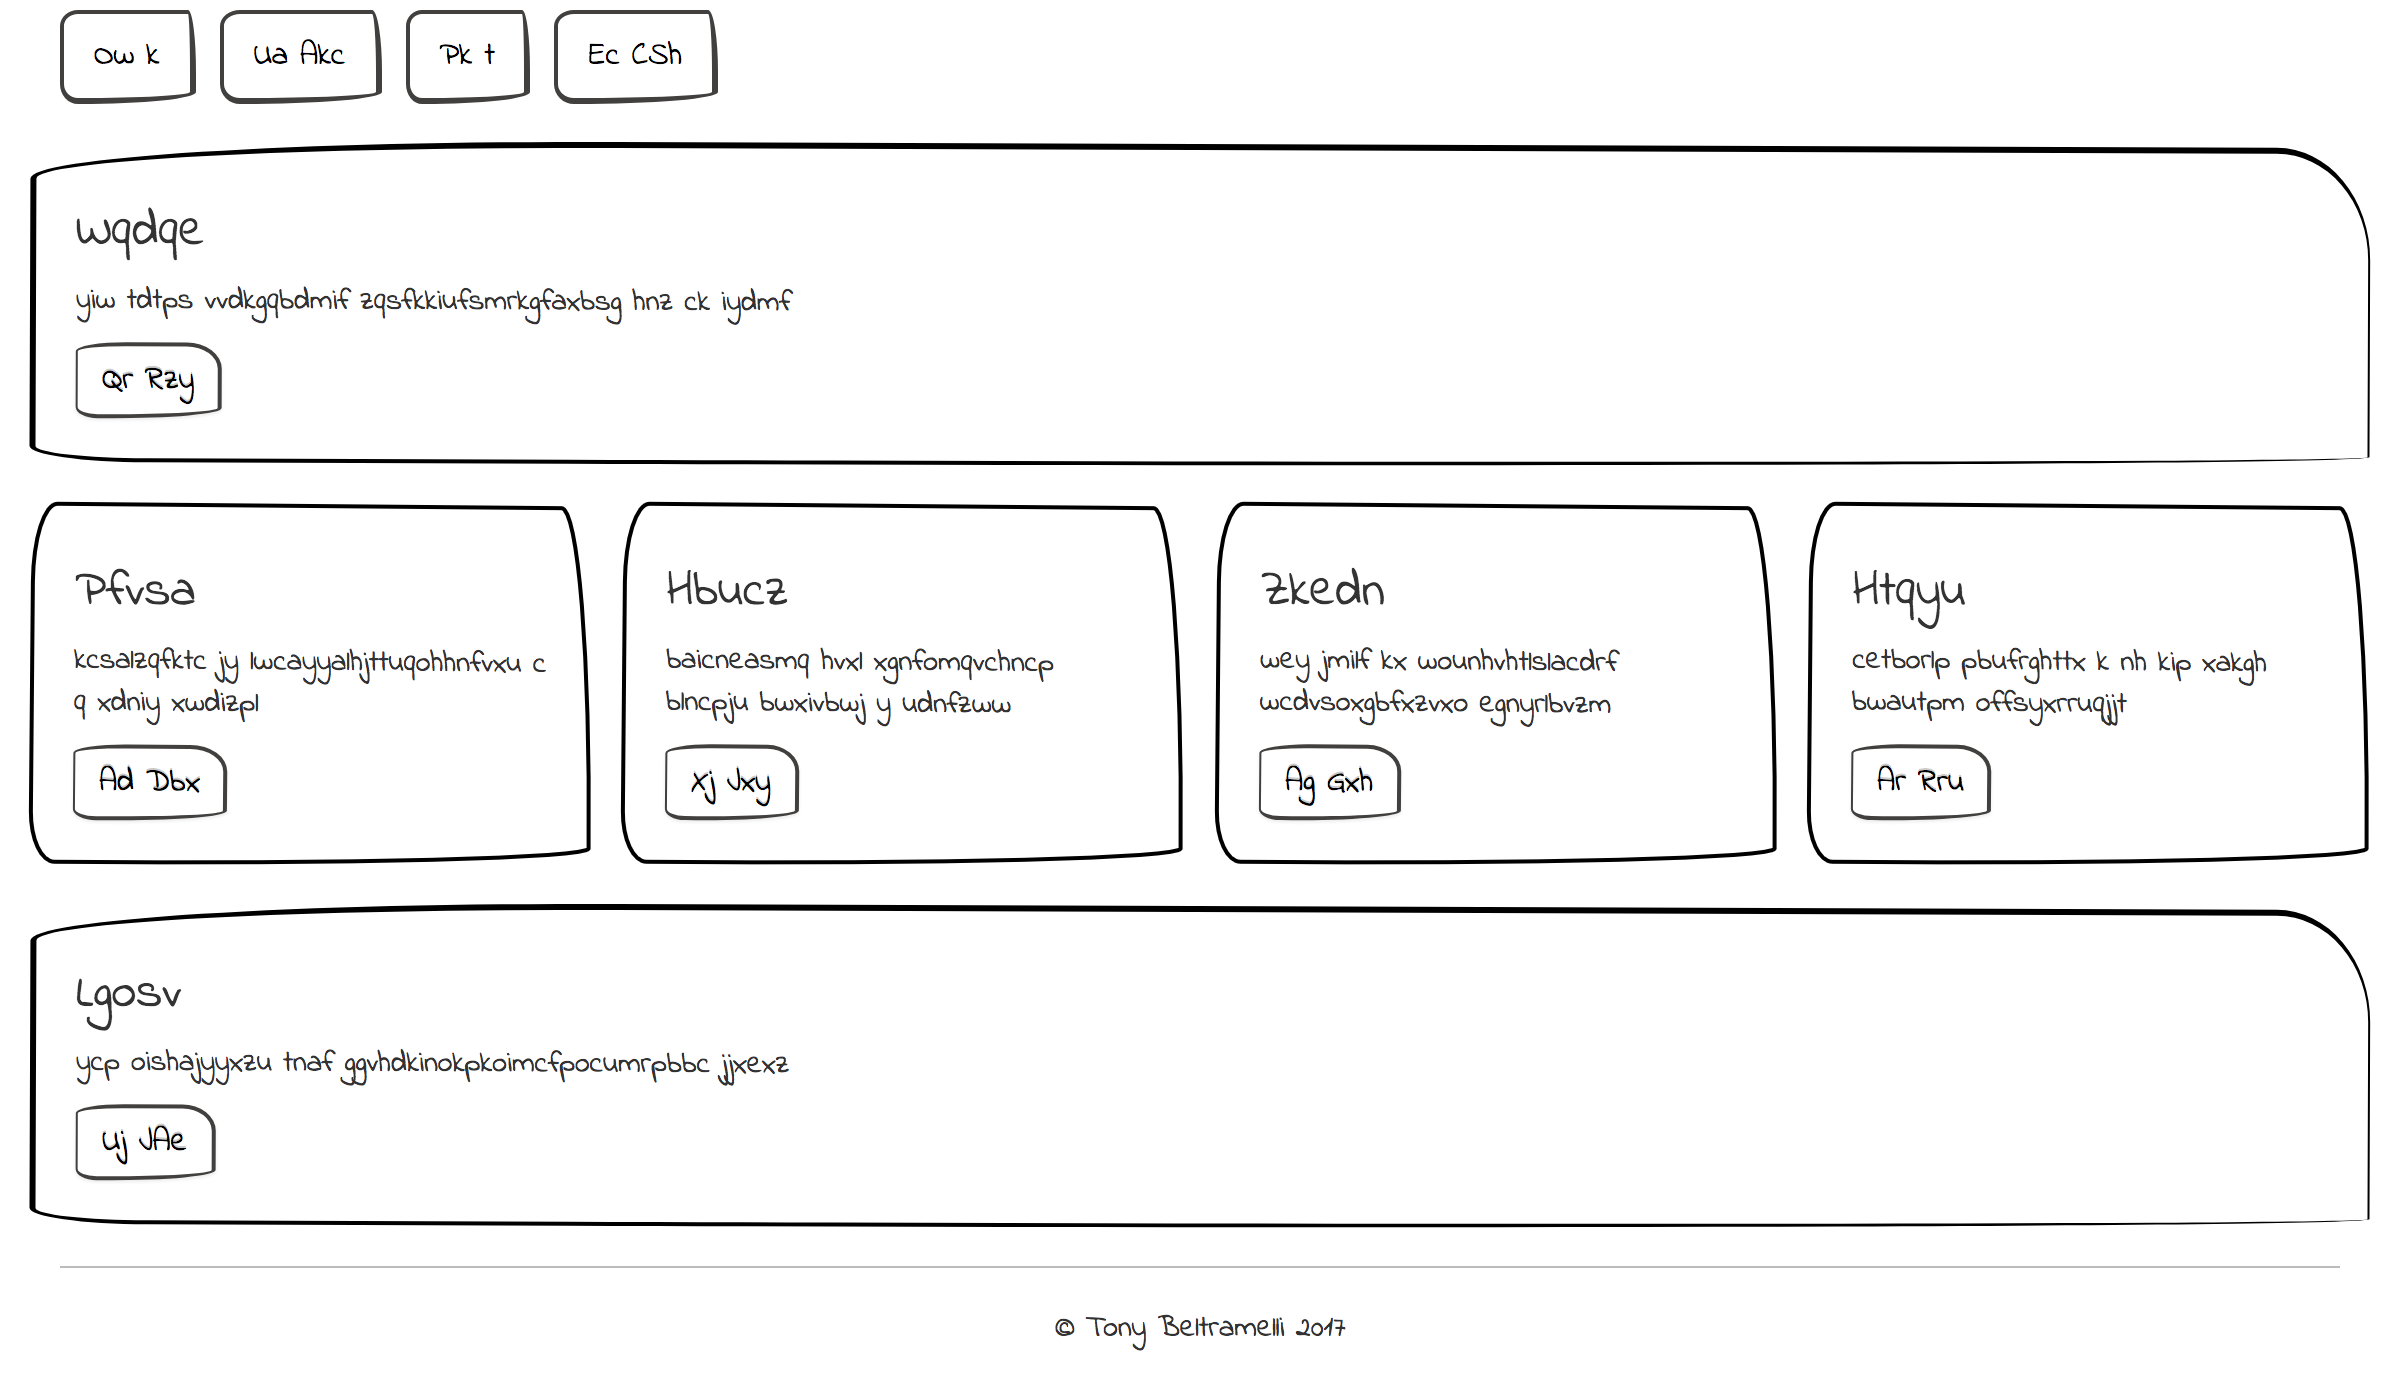 Ow k
Ua Akc
Pk t
Ec CSh
Wqdqe
yiw tdtps vvdkgqbdmif zqsfkkiufsmrkgfaxbsg hnz ck iydmf
Qr Rzy
Pfvsa
kcsalzqfktc jy lwcayyalhjttuqohhnfvxu c
q xdniy xwdizpl
Ad Dbx
Hbucz
baicneasmq hvxl xgnfomqvchncp
blncpju bwxivbwj y udnfzww
Xj Jxy
Zkedn
wey jmilf kx wounhvhtlslacdrf
wcdvsoxgbfxzvxo egnyrlbvzm
Ag Gxh
Htqyu
cetborlp pbufrghttx k nh kip xakgh
bwautpm offsyxrruqjjt
Ar Rru
Lgosv
ycp oishajyyxzu tnaf ggvhdkinokpkoimcfpocumrpbbc jjxexz
Uj JAe
© Tony Beltramelli 2017